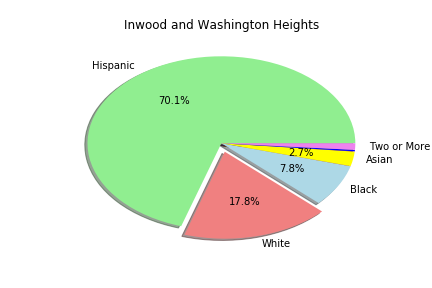 Inwood and Washington Heights
Hispanic
70.1%
2.7%
Two or More
Asian
7.8%
Black
17.8%
White